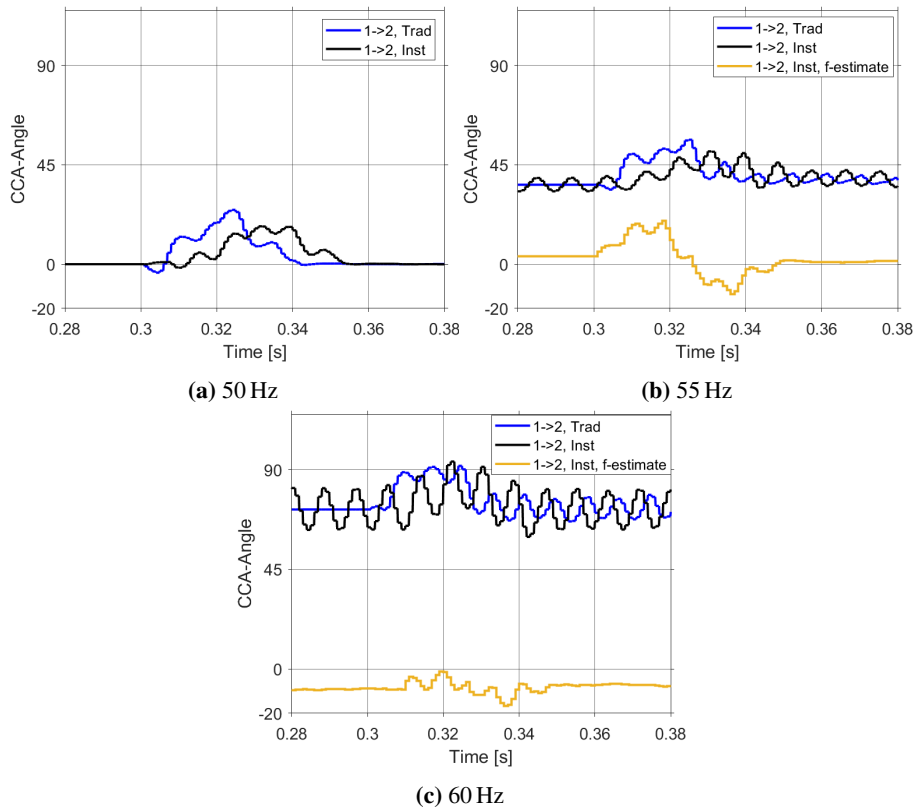 1->2, Trad
1->2, Inst
90
45
0
-20
CCA-Angle
0.28 0.3 0.32 0.34 0.36 0.38
Time [s]
(a) 50 Hz
1->2, Trad
1->2, Inst
1->2, Inst, f-estimate
90
45
0
-20
CCA-Angle
0.28 0.3 0.32 0.34 0.36 0.38
Time [s]
(b) 55 Hz
1->2, Trad
1->2, Inst
1->2, Inst, f-estimate
90
45
0
-20
CCA-Angle
0.28 0.3 0.32 0.34 0.36 0.38
Time [s]
(c) 60 Hz